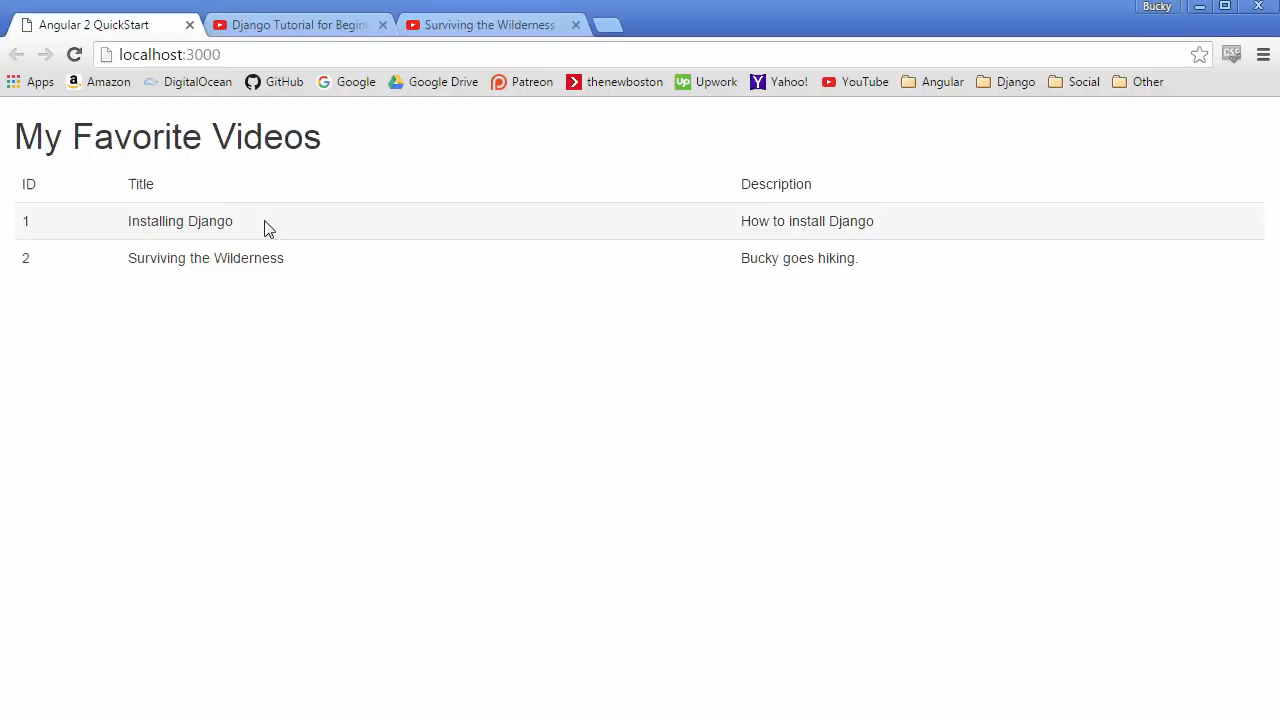 Bucky
Angular 2 QuickStart
Django Tutorial for Begin
Surviving the Wilderness
localhost:3000
Apps Amazon DigitalOcean GitHub Google Google Drive Patreon thenewboston Up Upwork Yahoo! YouTube Angular Django Social Other
My Favorite Videos
ID Title Description
1 Installing Django How to install Django
2 Surviving the Wilderness Bucky goes hiking.